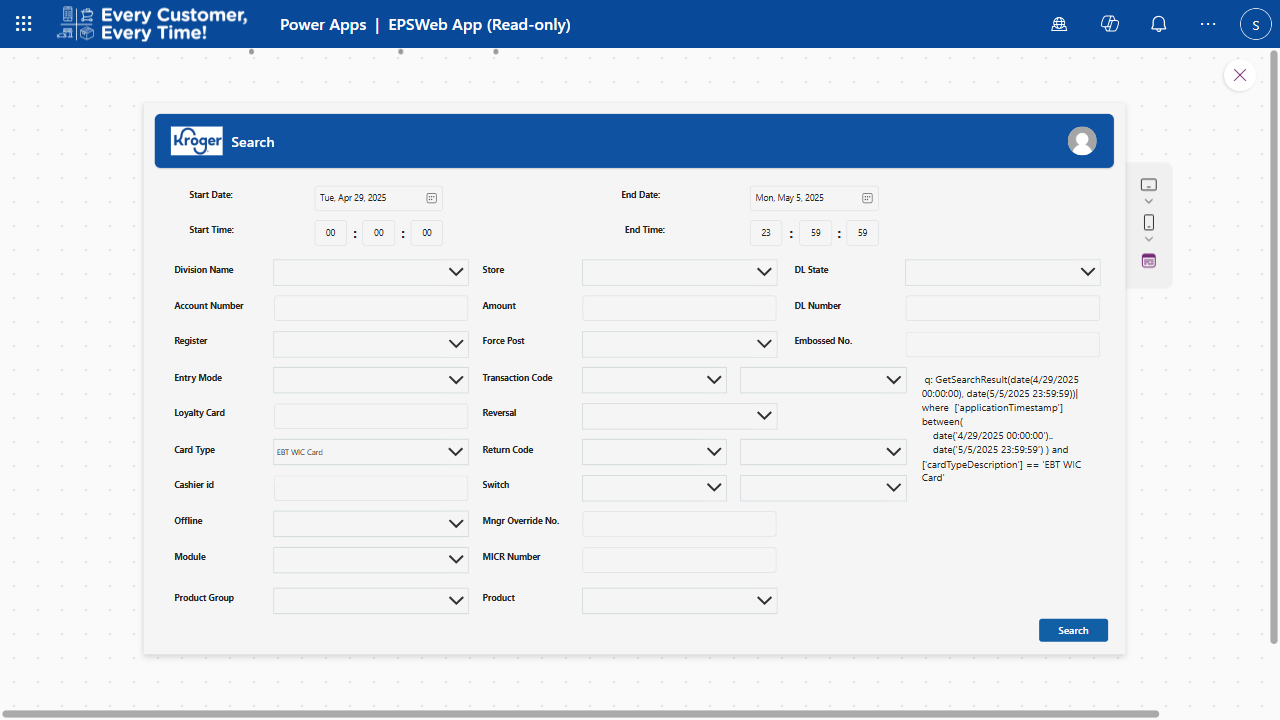 Every Customer,
Every Time!
Power Apps | EPSWeb App (Read-only)
S
Kroger
Search
Start Date:
Tue, Apr 29, 2025
End Date:
Mon, May 5, 2025
Start Time:
00 : 00 : 00
End Time:
23 : 59 : 59
Division Name
Store
DL State
Account Number
Amount
DL Number
Register
Force Post
Embossed No.
Entry Mode
Transaction Code
q: GetSearchResult(date(4/29/2025
00:00:00), date(5/5/2025 23:59:59))|
where ['applicationTimestamp']
between(
date('4/29/2025 00:00:00')..
date('5/5/2025 23:59:59') ) and
['cardTypeDescription'] == 'EBT WIC
Card'
Loyalty Card
Reversal
Card Type
EBT WIC Card
Return Code
Cashier id
Switch
Offline
Mngr Override No.
Module
MICR Number
Product Group
Product
Search